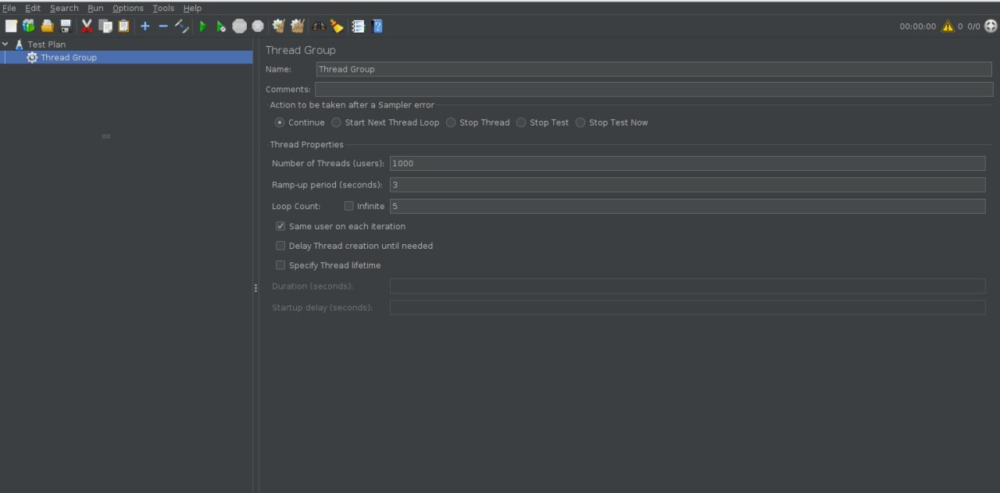 File Edit Search Run Options Tools Help
00:00:00 0 0/0
Test Plan
Thread Group
Thread Group
Name: Thread Group
Comments:
Action to be taken after a Sampler error
Continue Start Next Thread Loop Stop Thread Stop Test Stop Test Now
Thread Properties
Number of Threads (users): 1000
Ramp-up period (seconds): 3
Loop Count: Infinite 5
Same user on each iteration
Delay Thread creation until needed
Specify Thread lifetime
Duration (seconds):
Startup delay (seconds):